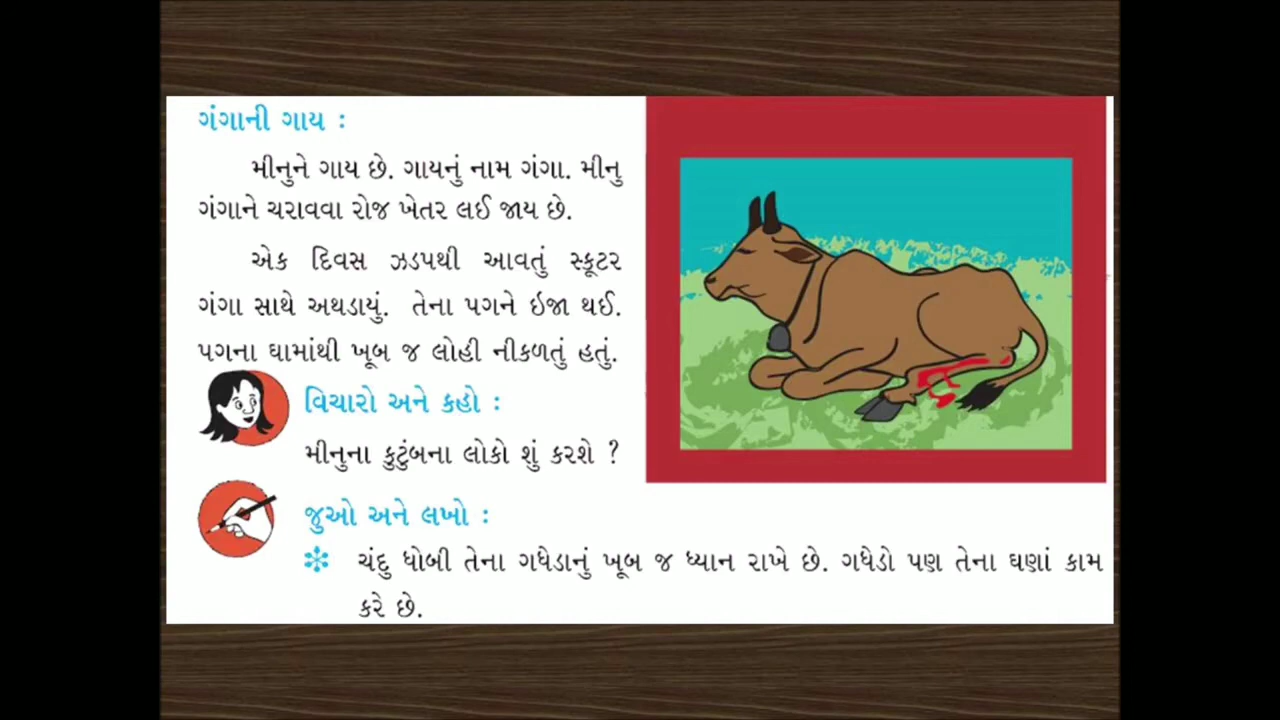 ગંગાની ગાય :
મીનુને ગાય છે. ગાયનું નામ ગંગા. મીનુ
ગંગાને ચરાવવા રોજ ખેતર લઈ જાય છે.
એક દિવસ ઝડપથી આવતું સ્કૂટર
ગંગા સાથે અથડાયું. તેના પગને ઇજા થઈ.
પગના ઘામાંથી ખૂબ જ લોહી નીકળતું હતું.
વિચારો અને કહો :
મીનુના કુટુંબના લોકો શું કરશે ?
જુઓ અને લખો :
ચંદુ ધોબી તેના ગધેડાનું ખૂબ જ ધ્યાન રાખે છે. ગધેડો પણ તેના ઘણાં કામ
કરે છે.